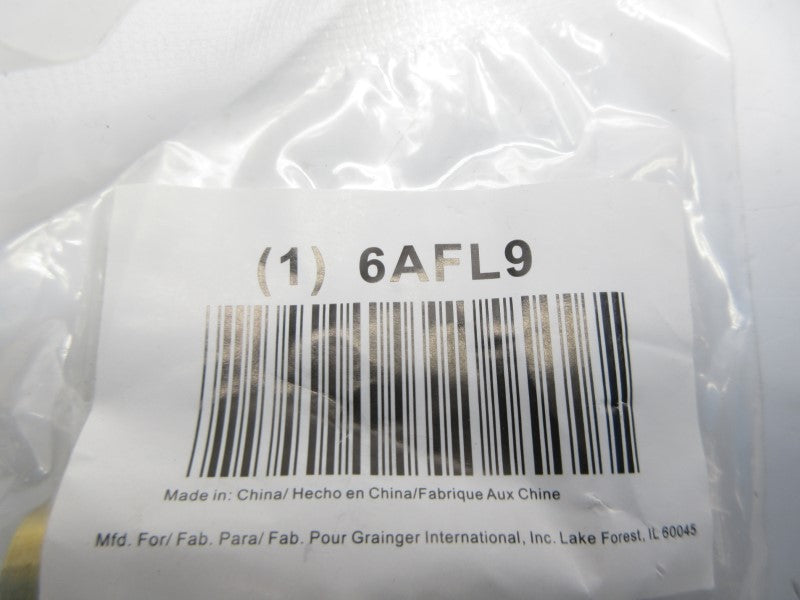 (1) 6AFL9
Made in: China/ Hecho en China/Fabrique Aux Chine
Mfd. For/ Fab. Para/ Fab. Pour Grainger International, Inc. Lake Forest, IL 60045